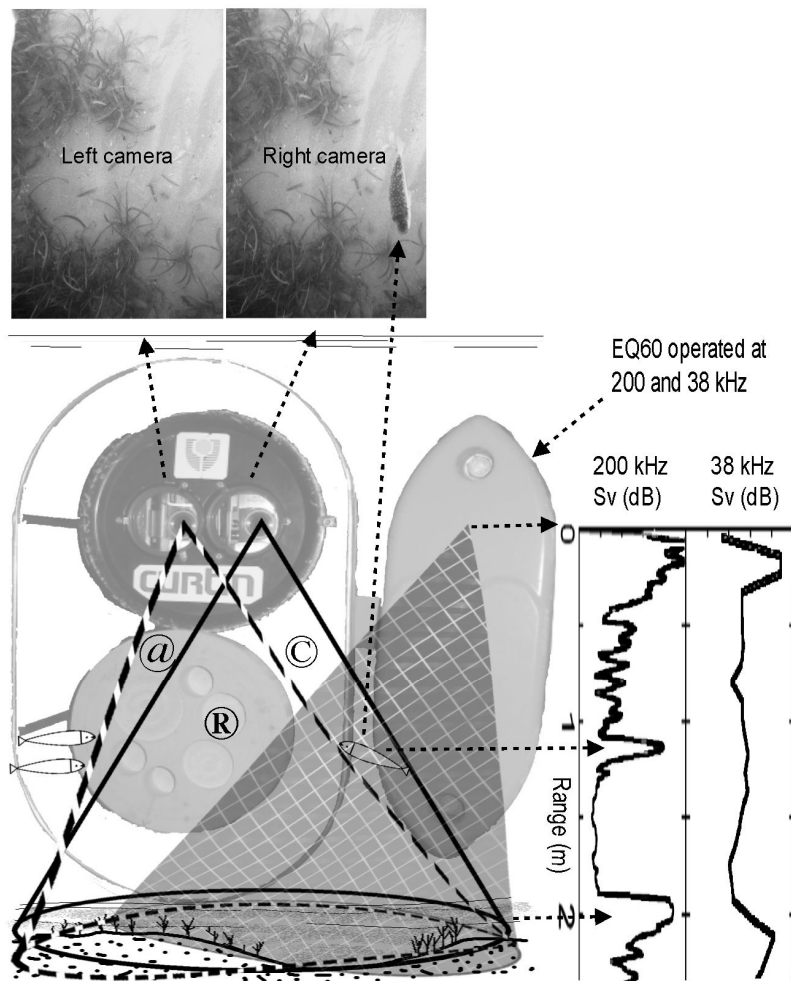 Left camera
Right camera
EQ60 operated at
200 and 38 kHz
200 kHz
Sv (dB)
38 kHz
Sv (dB)
CURTIN
@
C
R
0
1
2
Range (m)